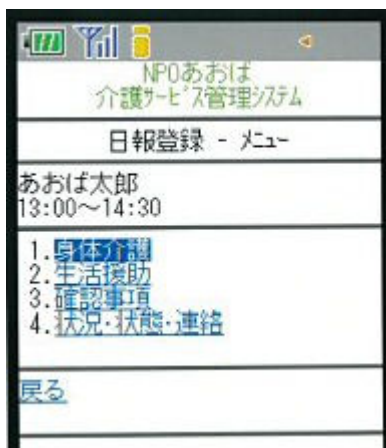 NPOあおば
介護ｻｰﾋﾞｽ管理ｼｽﾃﾑ
日報登録 - ﾒﾆｭｰ
あおば太郎
13:00～14:30
1.身体介護
2.生活援助
3.確認事項
4.状況･状態･連絡
戻る